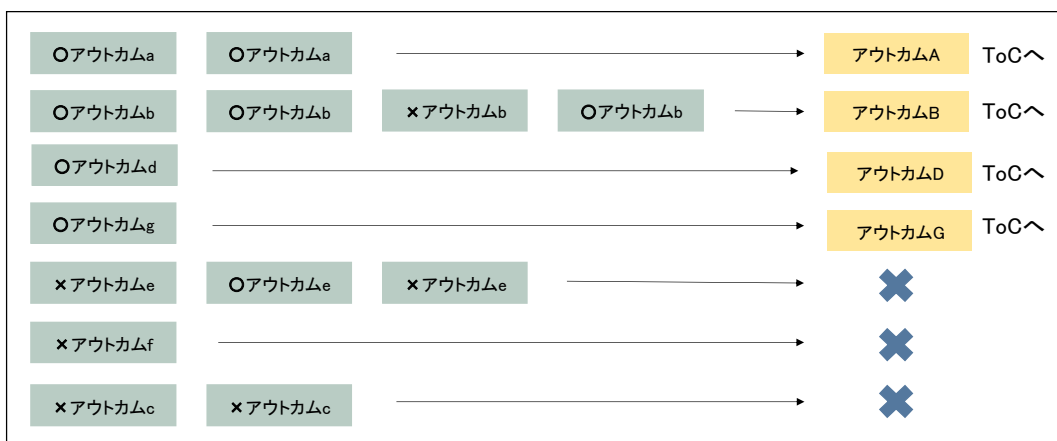 ○アウトカムa ○アウトカムa アウトカムA ToCへ
○アウトカムb ○アウトカムb ×アウトカムb ○アウトカムb アウトカムB ToCへ
○アウトカムd アウトカムD ToCへ
○アウトカムg アウトカムG ToCへ
×アウトカムe ○アウトカムe ×アウトカムe
×アウトカムf
×アウトカムc ×アウトカムc